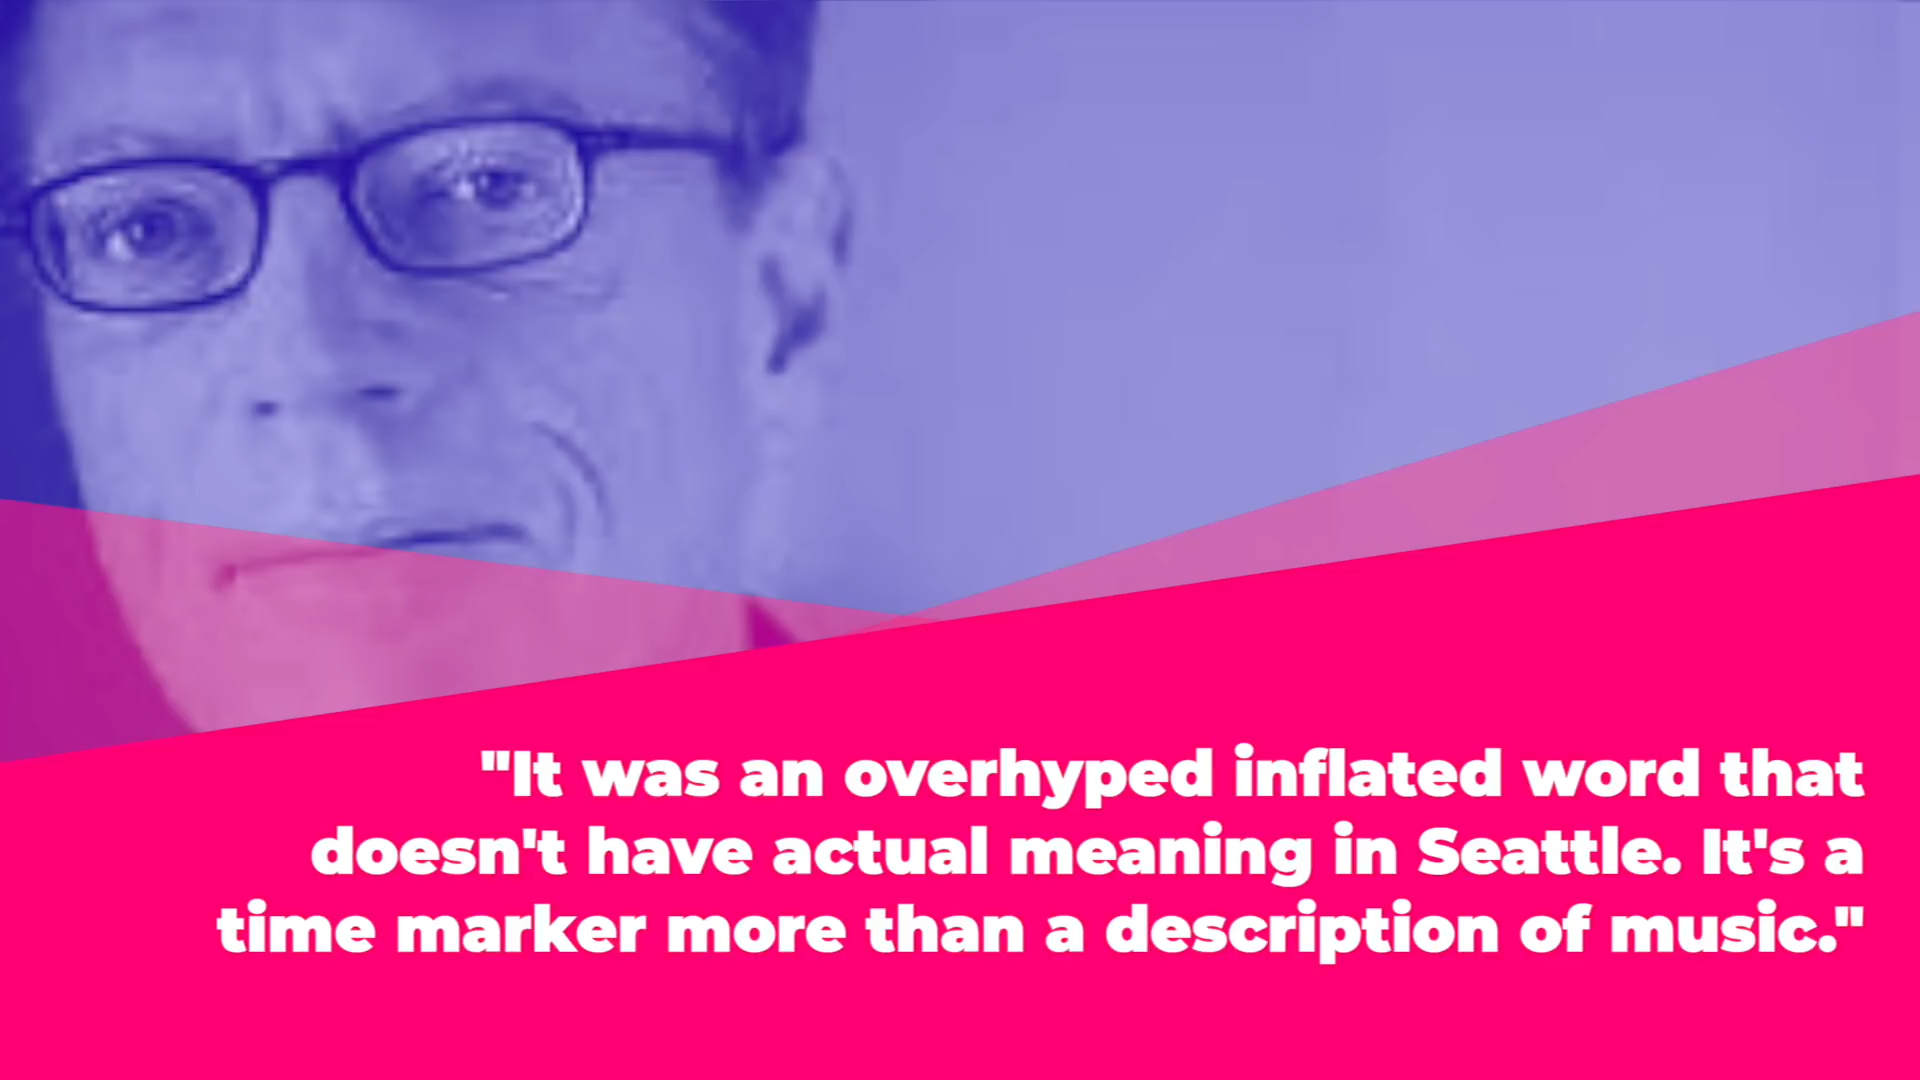 "It was an overhyped inflated word that
doesn't have actual meaning in Seattle. It's a
time marker more than a description of music."